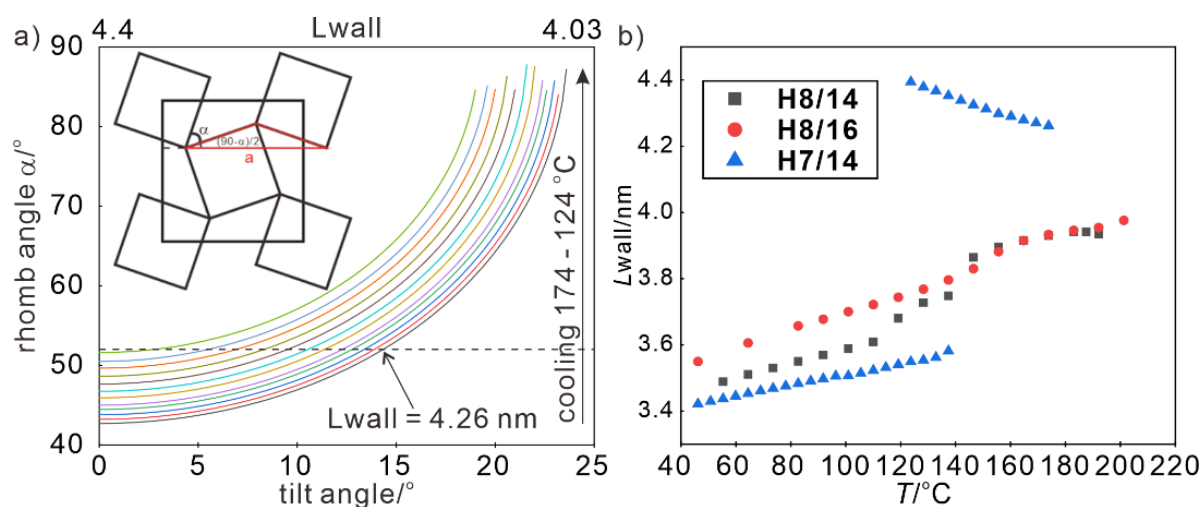 a)
4.4
Lwall
4.03
90
80
70
60
50
40
rhomb angle α/°
α
(90-α)/2
a
cooling 174 - 124 °C
Lwall = 4.26 nm
0
5
10
15
20
25
tilt angle/°
b)
4.4
4.2
4.0
3.8
3.6
3.4
Lwall/nm
H8/14
H8/16
H7/14
40
60
80
100
120
140
160
180
200
220
T/°C